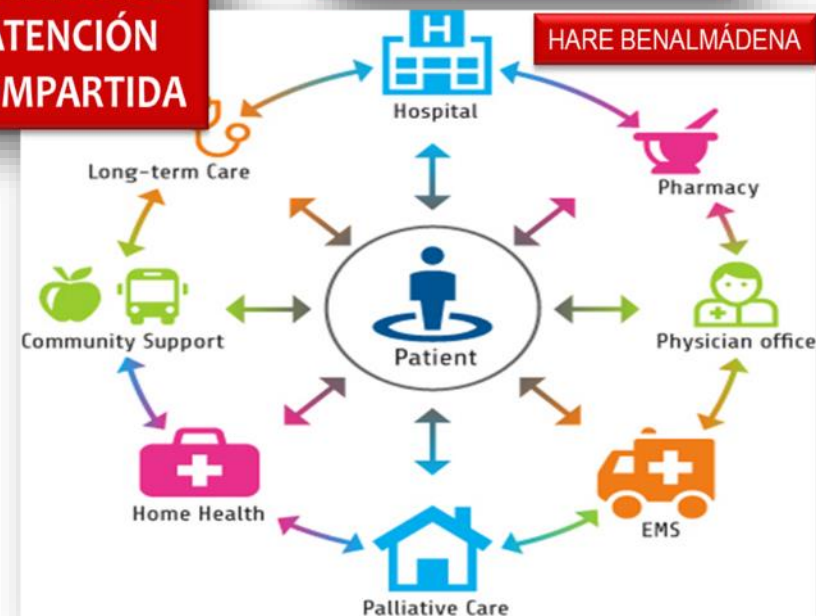 ATENCIÓN
MPARTIDA
HARE BENALMÁDENA
H
Hospital
Long-term Care
Pharmacy
Community Support
Patient
Physician office
Home Health
EMS
Palliative Care